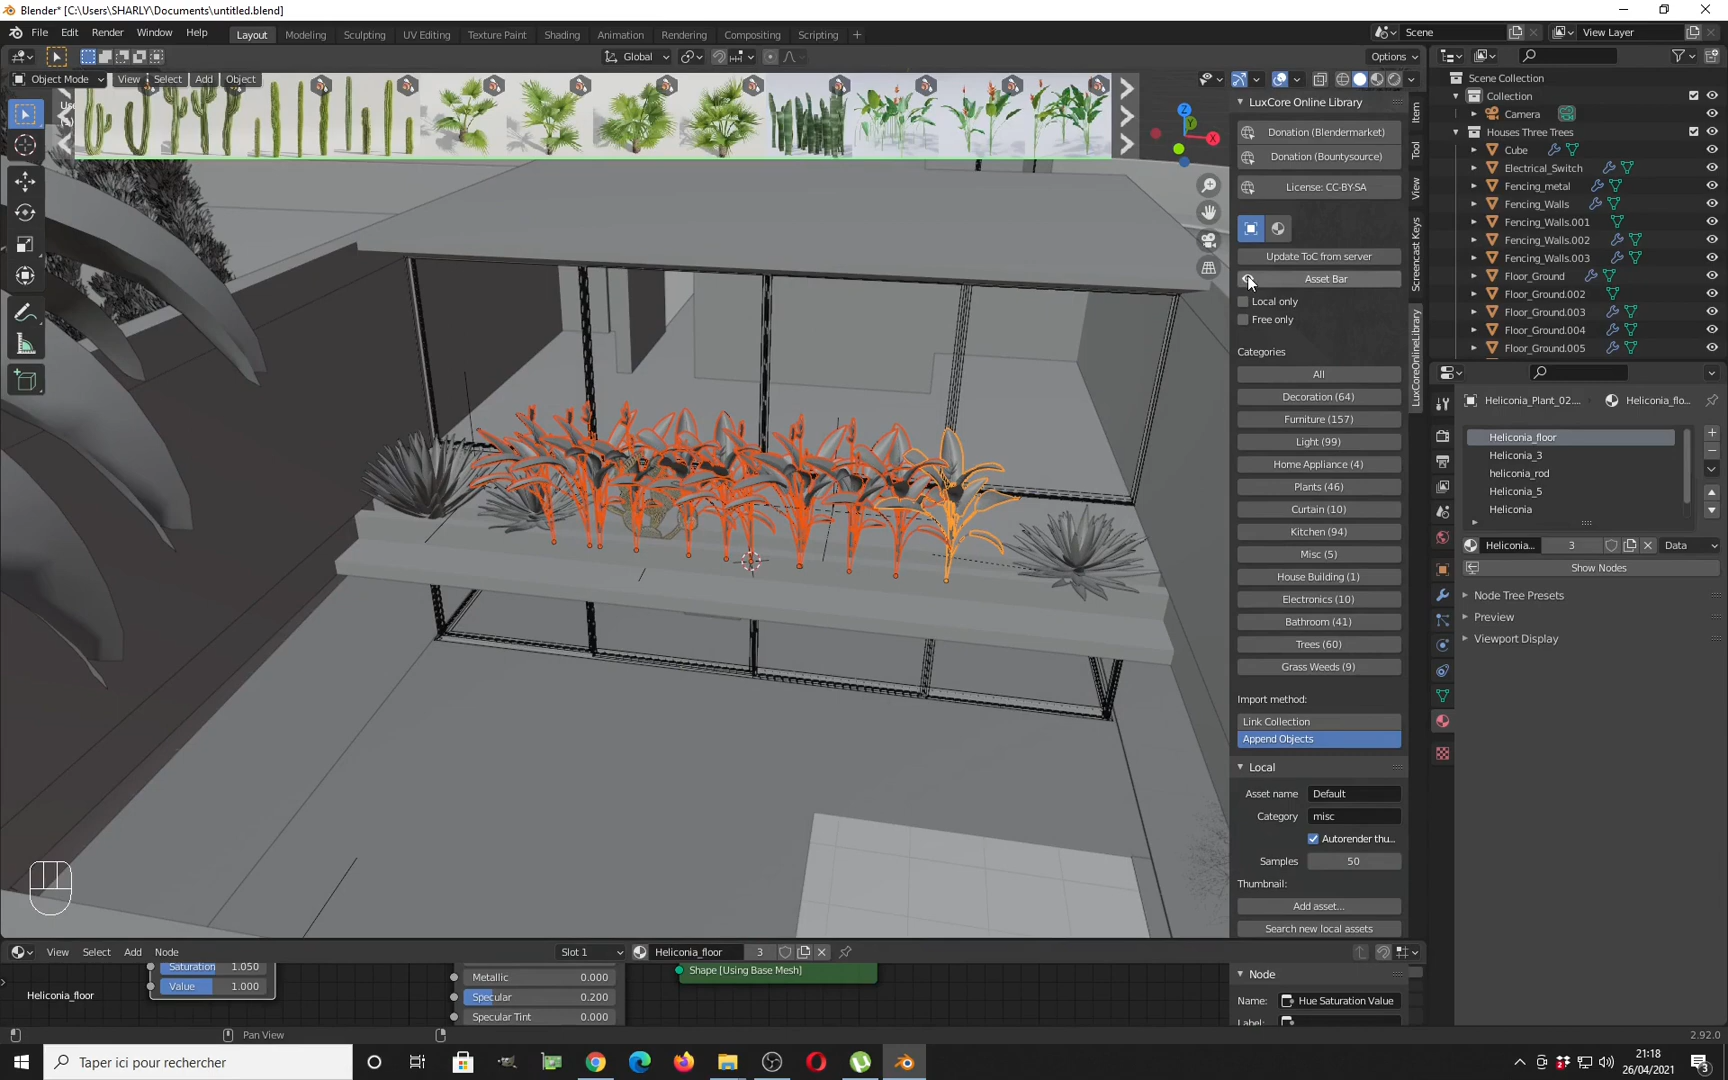 Blender* [C:\Users\SHARLY\Documents\untitled.blend]
File Edit Render Window Help
Layout Modeling Sculpting UV Editing Texture Paint Shading Animation Rendering Compositing Scripting +
Scene
View Layer
Global
Options
Object Mode View Select Add Object
LuxCore Online Library
Donation (Blendermarket)
Donation (Bountysource)
License: CC-BY-SA
Update ToC from server
Asset Bar
Local only
Free only
Categories
All
Decoration (64)
Furniture (157)
Light (99)
Home Appliance (4)
Plants (46)
Curtain (10)
Kitchen (94)
Misc (5)
House Building (1)
Electronics (10)
Bathroom (41)
Trees (60)
Grass Weeds (9)
Import method:
Link Collection
Append Objects
Local
Asset name Default
Category misc
Autorender thu...
Samples 50
Thumbnail:
Add asset...
Search new local assets
Item
Tool
View
Screencast Keys
LuxCoreOnlineLibrary
Scene Collection
Collection
Camera
Houses Three Trees
Cube
Electrical_Switch
Fencing_metal
Fencing_Walls
Fencing_Walls.001
Fencing_Walls.002
Fencing_Walls.003
Floor_Ground
Floor_Ground.002
Floor_Ground.003
Floor_Ground.004
Floor_Ground.005
Heliconia_Plant_02.... Heliconia_flo...
Heliconia_floor
Heliconia_3
heliconia_rod
Heliconia_5
Heliconia
Heliconia... 3 Data
Show Nodes
Node Tree Presets
Preview
Viewport Display
View Select Add Node
Slot 1
Heliconia_floor 3
Saturation 1.050
Value 1.000
Heliconia_floor
Metallic 0.000
Specular 0.200
Specular Tint 0.000
Shape [Using Base Mesh]
Node
Name: Hue Saturation Value
Label:
Pan View
2.92.0
Taper ici pour rechercher
21:18
26/04/2021
3